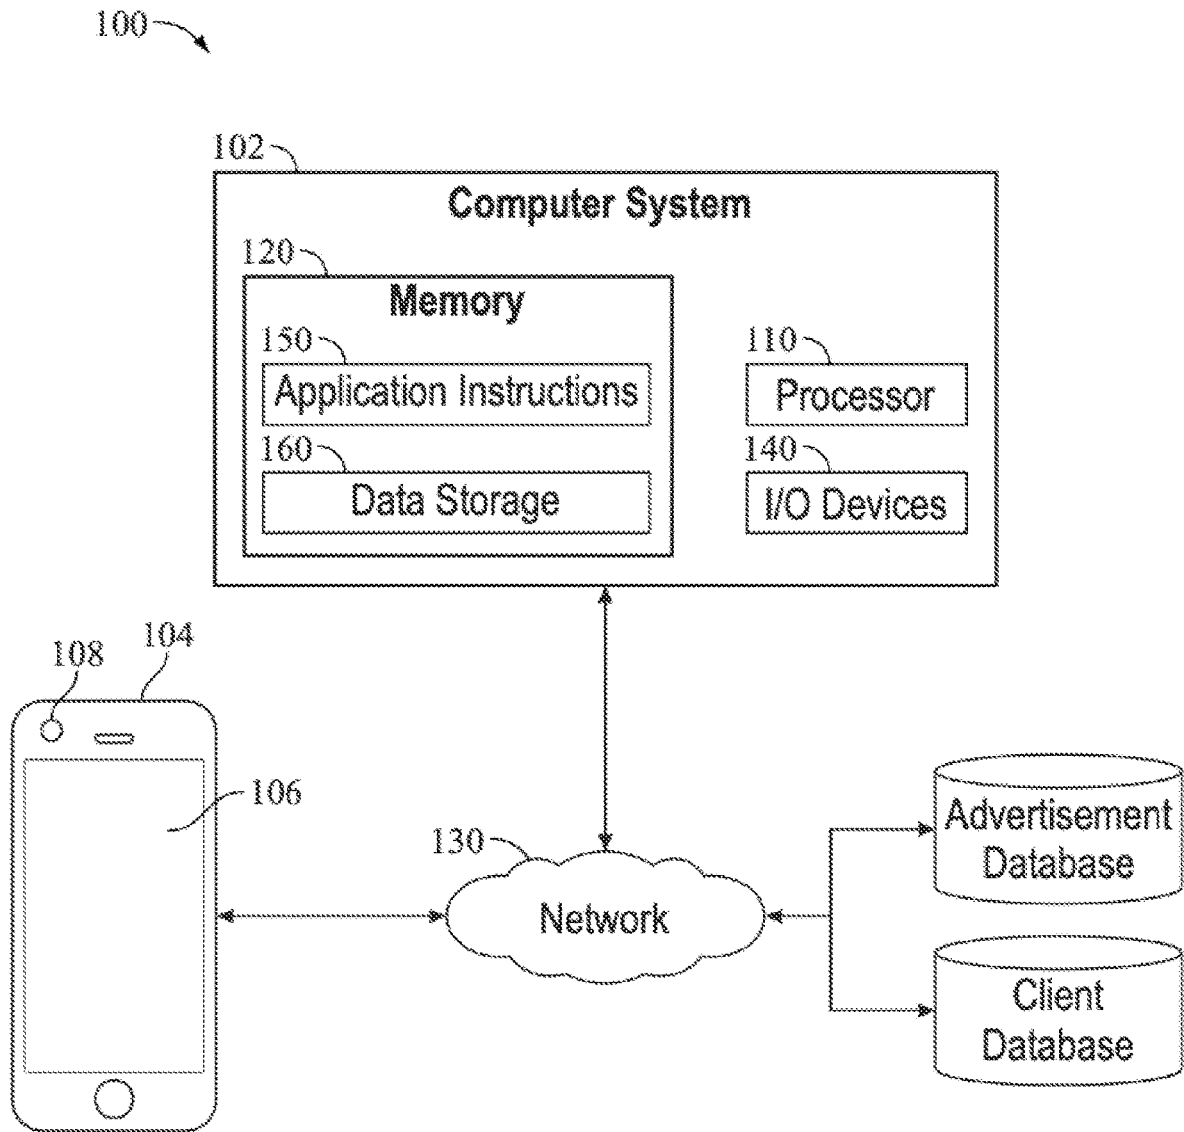 100
102
Computer System
120
Memory
150
110
Application Instructions
Processor
160
140
Data Storage
I/O Devices
104
108
106
130
Network
Advertisement
Database
Client
Database